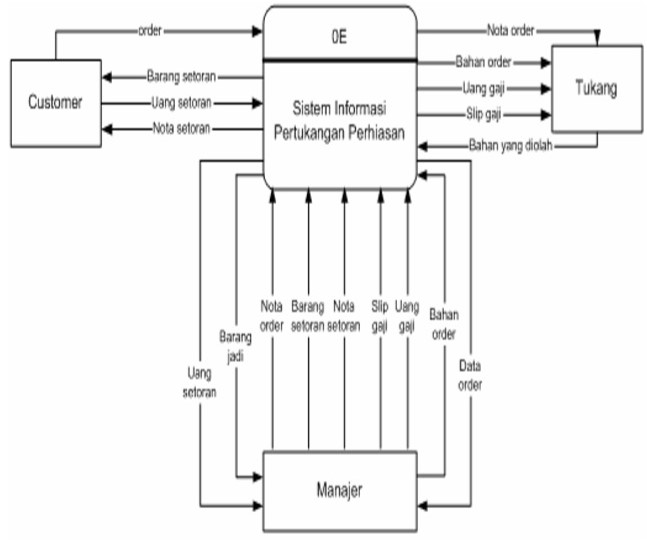 order
0E
Nota order
Customer
Barang setoran
Uang setoran
Nota setoran
Sistem Informasi
Pertukangan Perhiasan
Bahan order
Uang gaji
Slip gaji
Bahan yang diolah
Tukang
Uang
setoran
Barang
jadi
Nota
order
Barang
setoran
Nota
setoran
Slip
gaji
Uang
gaji
Bahan
order
Data
order
Manajer